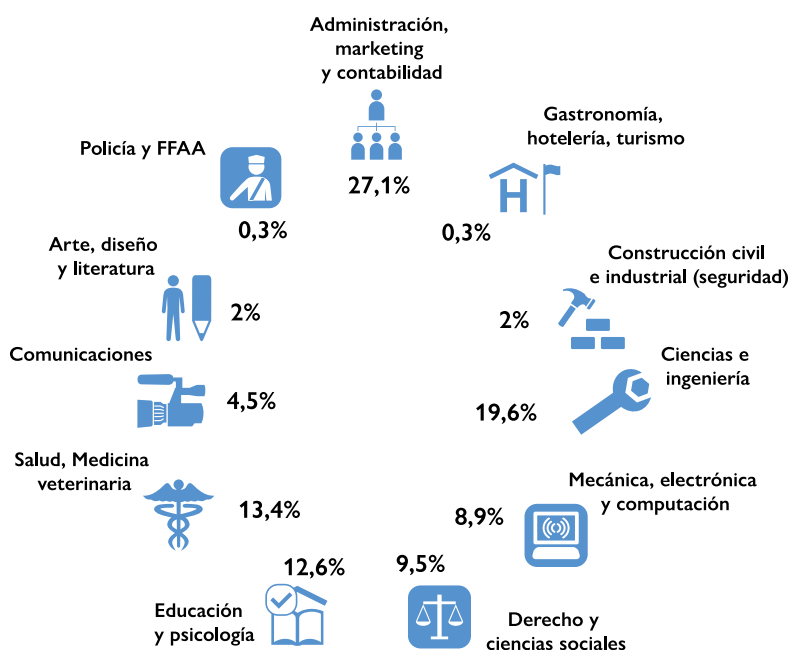 Administración,
marketing
y contabilidad
27,1%
Gastronomía,
hotelería, turismo
0,3%
Construcción civil
e industrial (seguridad)
2%
Ciencias e
ingeniería
19,6%
Mecánica, electrónica
y computación
8,9%
Derecho y
ciencias sociales
9,5%
Educación
y psicología
12,6%
Salud, Medicina
veterinaria
13,4%
Comunicaciones
4,5%
Arte, diseño
y literatura
2%
Policía y FFAA
0,3%
H